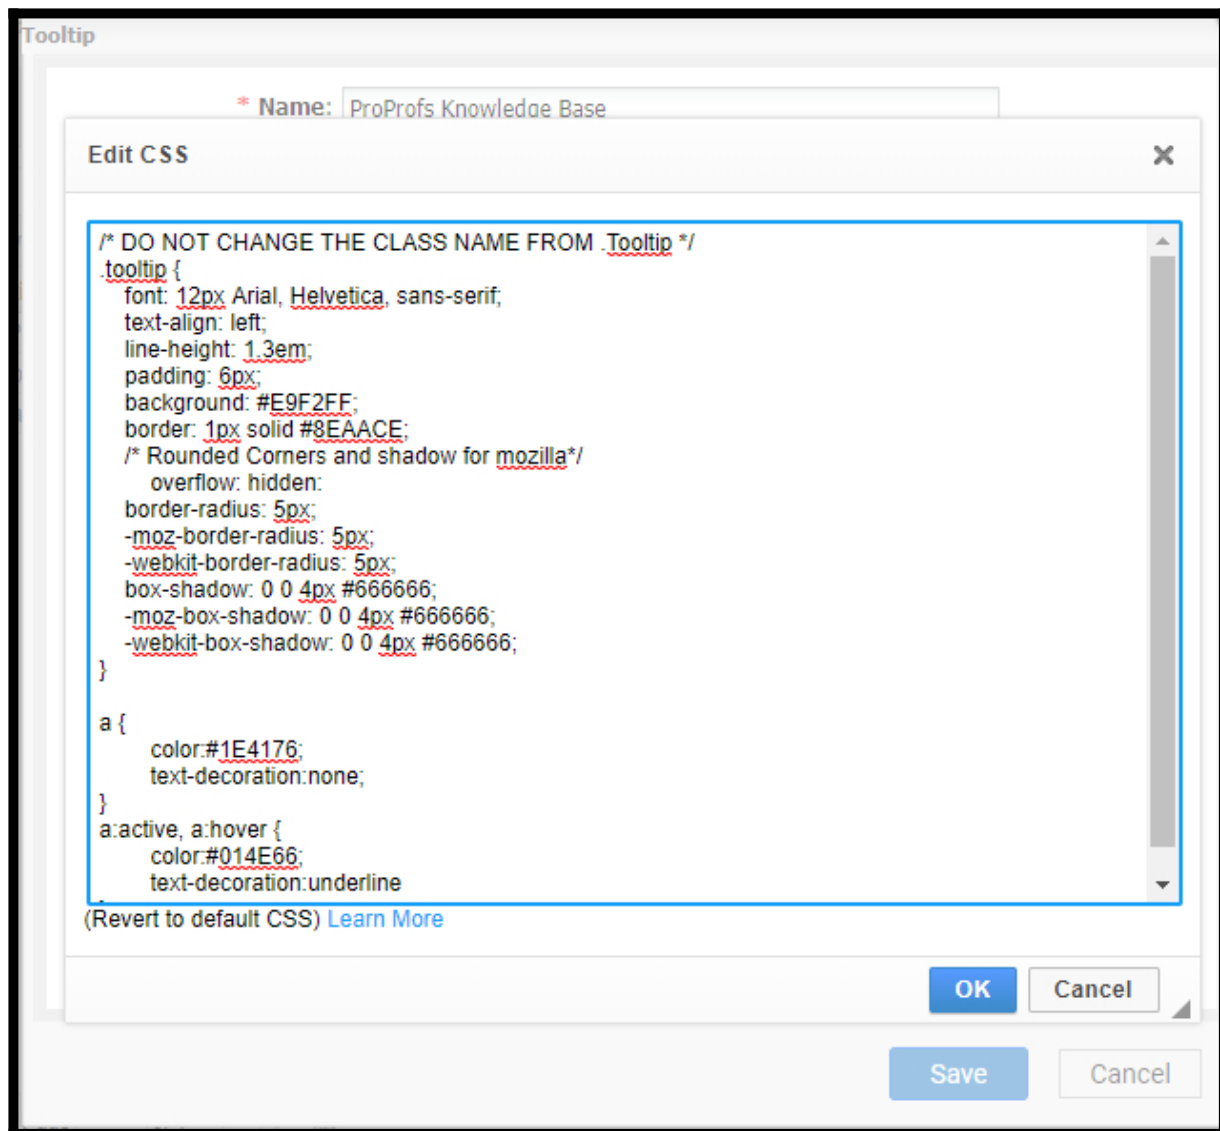 Tooltip
* Name: ProProfs Knowledge Base
Edit CSS
/* DO NOT CHANGE THE CLASS NAME FROM .Tooltip */
.tooltip {
font: 12px Arial, Helvetica, sans-serif;
text-align: left;
line-height: 1.3em;
padding: 6px;
background: #E9F2FF;
border: 1px solid #8EAACE;
/* Rounded Corners and shadow for mozilla*/
overflow: hidden:
border-radius: 5px;
-moz-border-radius: 5px;
-webkit-border-radius: 5px;
box-shadow: 0 0 4px #666666;
-moz-box-shadow: 0 0 4px #666666;
-webkit-box-shadow: 0 0 4px #666666;
}
a {
color:#1E4176;
text-decoration:none;
}
a:active, a:hover {
color:#014E66;
text-decoration:underline
(Revert to default CSS) Learn More
OK Cancel
Save Cancel